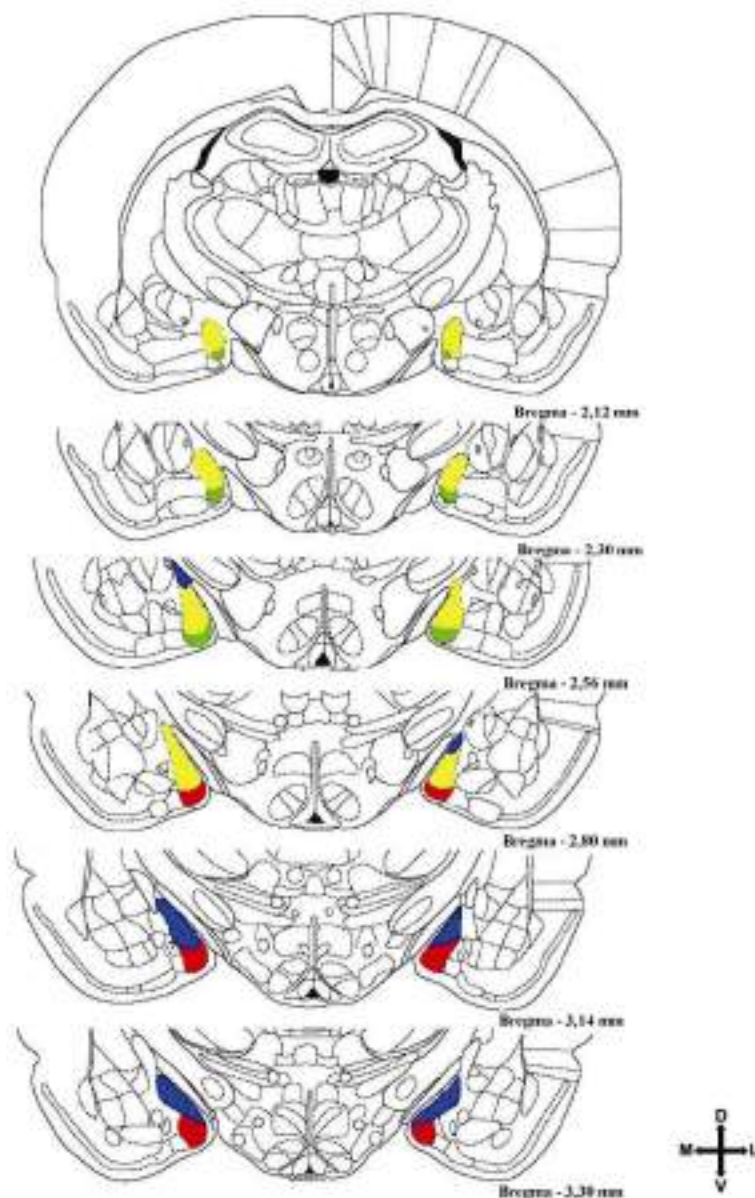 Bregma - 2,12 mm
Bregma - 2,30 mm
Bregma - 2,56 mm
Bregma - 2,80 mm
Bregma - 3,14 mm
Bregma - 3,30 mm
D
M L
V